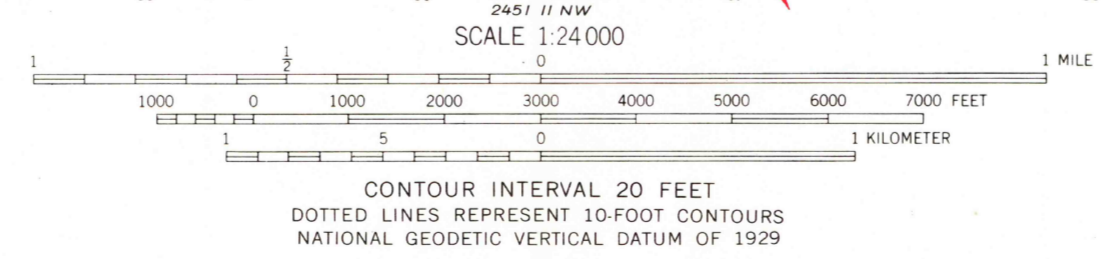 2451 II NW
SCALE 1:24 000
1 ½ 0 1 MILE
1000 0 1000 2000 3000 4000 5000 6000 7000 FEET
1 5 0 1 KILOMETER
CONTOUR INTERVAL 20 FEET
DOTTED LINES REPRESENT 10-FOOT CONTOURS
NATIONAL GEODETIC VERTICAL DATUM OF 1929